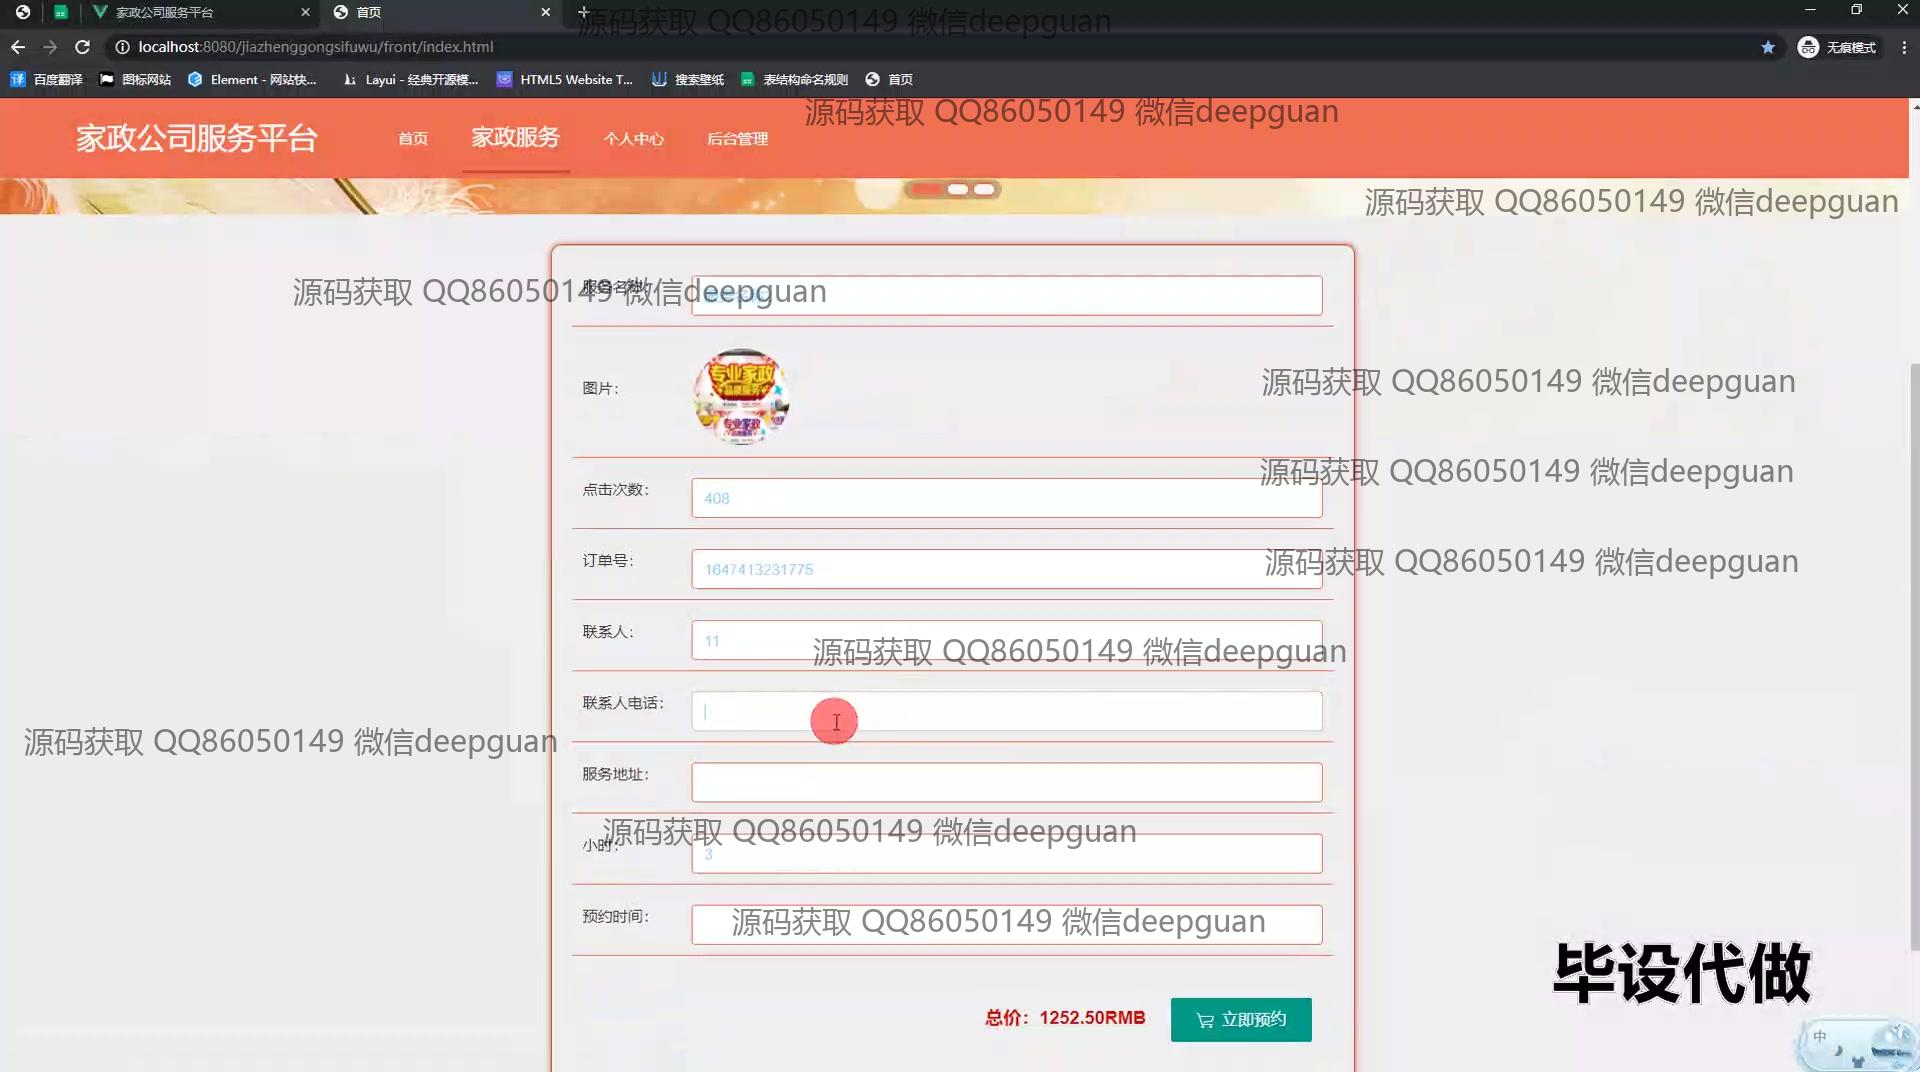 家政公司服务平台
首页
源码获取 QQ86050149 微信deepguan
localhost:8080/jiazhenggongsifuwu/front/index.html
无痕模式
百度翻译
图标网站
Element - 网站快...
Layui - 经典开源模...
HTML5 Website T...
搜索壁纸
表结构命名规则
首页
源码获取 QQ86050149 微信deepguan
家政公司服务平台
首页
家政服务
个人中心
后台管理
源码获取 QQ86050149 微信deepguan
服务名称:
源码获取 QQ86050149 微信deepguan
图片:
专业家政
专业家政
源码获取 QQ86050149 微信deepguan
点击次数:
408
源码获取 QQ86050149 微信deepguan
订单号:
1647413231775
源码获取 QQ86050149 微信deepguan
联系人:
11
源码获取 QQ86050149 微信deepguan
联系人电话:
源码获取 QQ86050149 微信deepguan
服务地址:
小时:
3
源码获取 QQ86050149 微信deepguan
预约时间:
源码获取 QQ86050149 微信deepguan
毕设代做
总价：1252.50RMB
立即预约
中